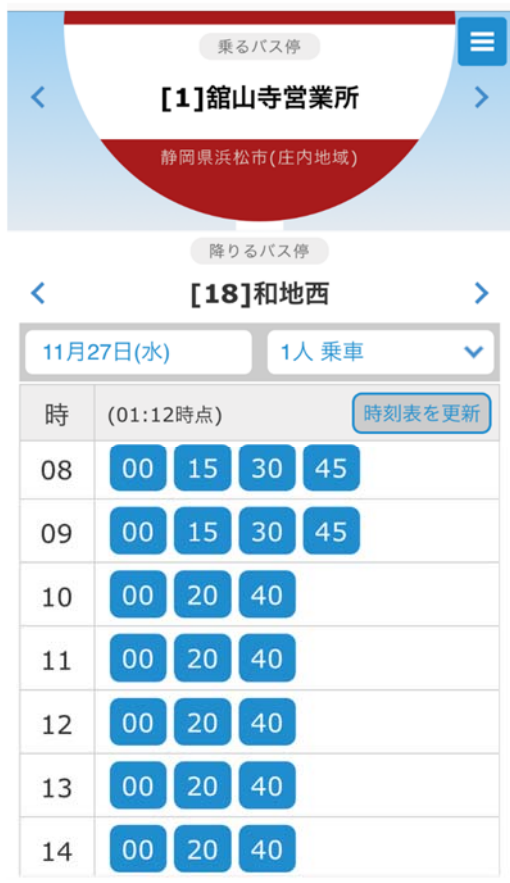 乗るバス停
[1]舘山寺営業所
静岡県浜松市(庄内地域)
降りるバス停
[18]和地西
11月27日(水) 1人 乗車
時 (01:12時点) 時刻表を更新
08 00 15 30 45
09 00 15 30 45
10 00 20 40
11 00 20 40
12 00 20 40
13 00 20 40
14 00 20 40